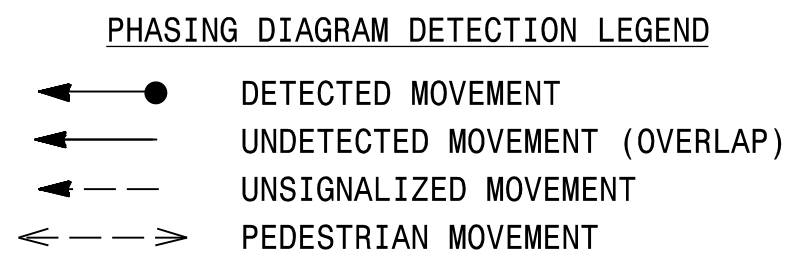 PHASING DIAGRAM DETECTION LEGEND
DETECTED MOVEMENT
UNDETECTED MOVEMENT (OVERLAP)
UNSIGNALIZED MOVEMENT
PEDESTRIAN MOVEMENT